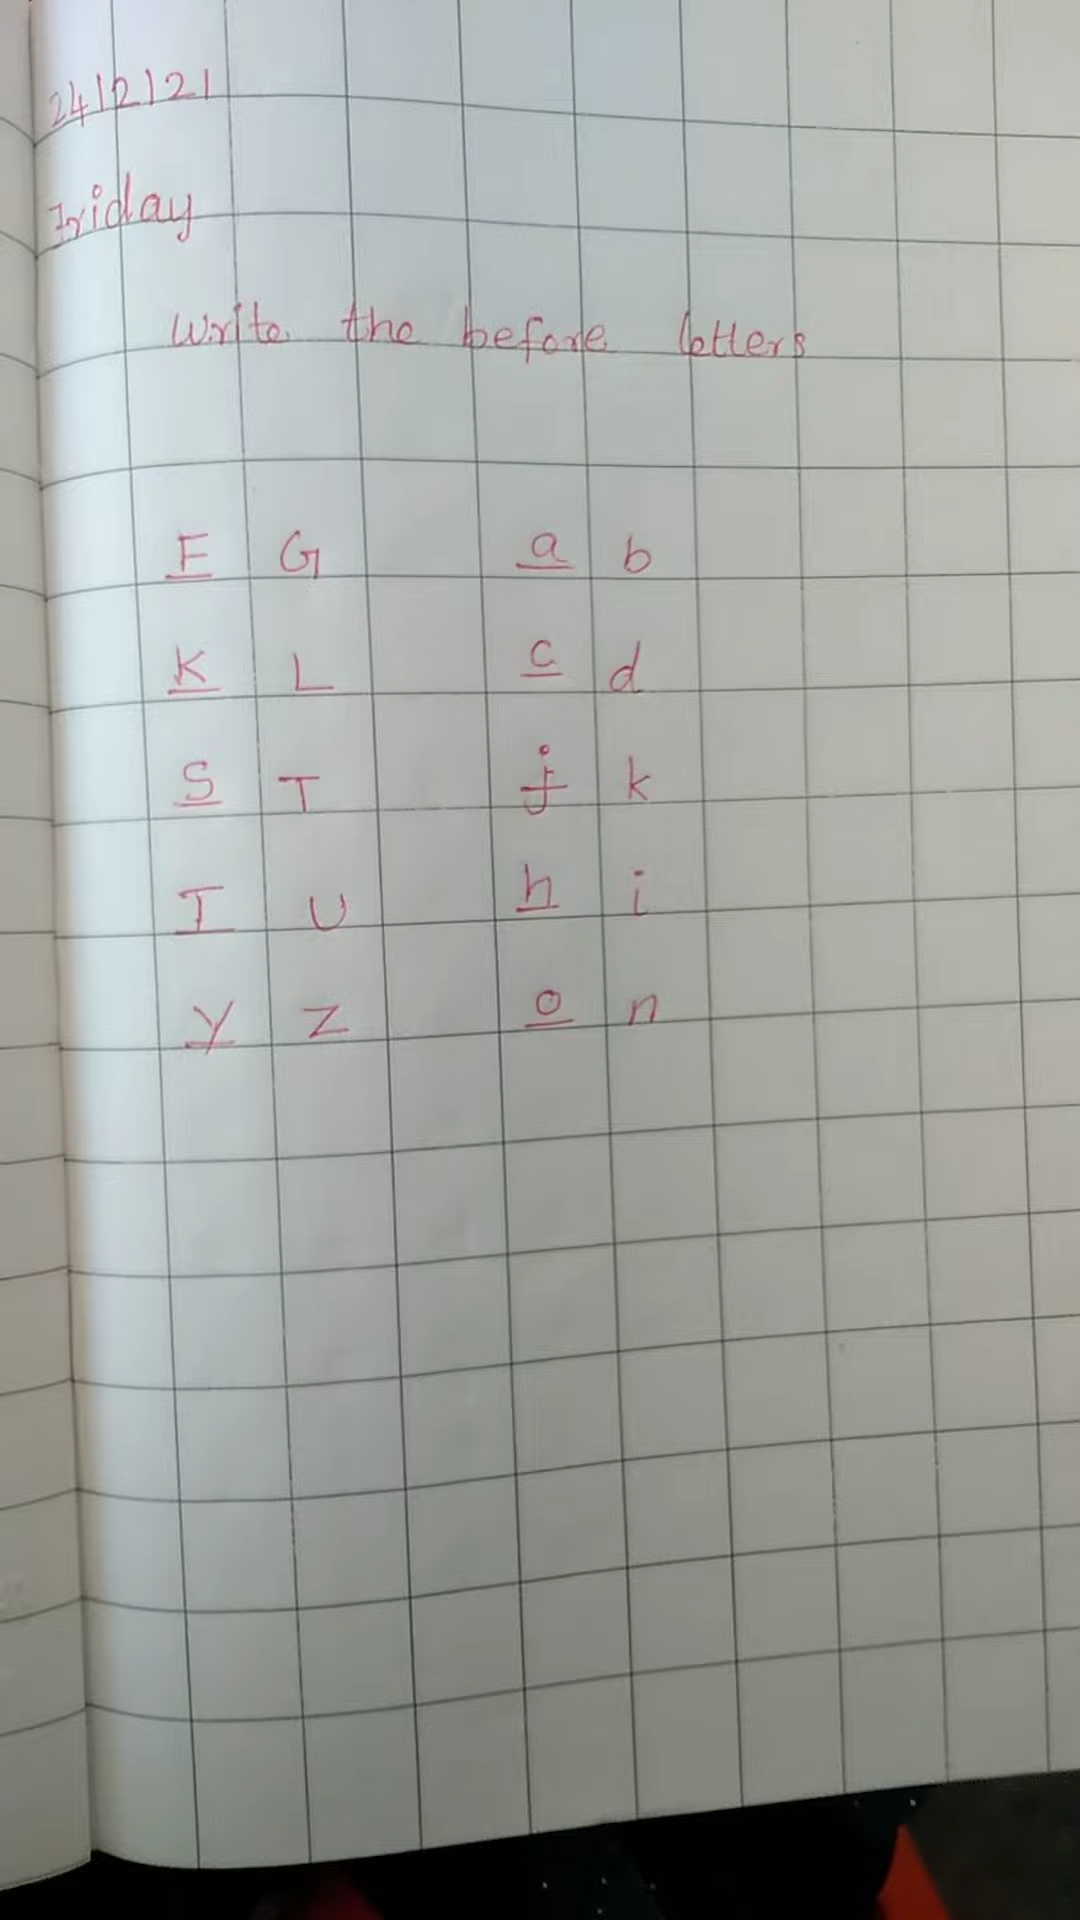 24/12/21
Friday
Write the before letters
F G a b
K L c d
S T j k
T U h i
Y Z o n